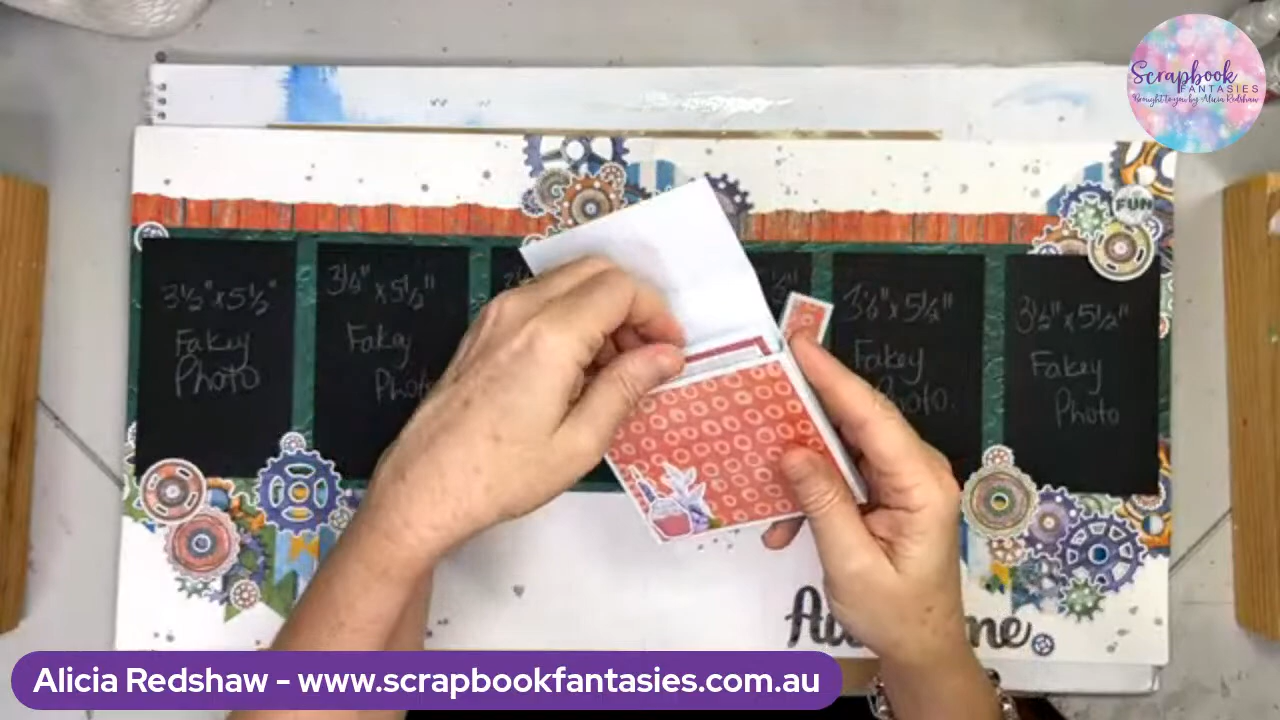 Scrapbook
FANTASIES
Brought to you by Alicia Redshaw
FUN
3½" x 5½"
Fakey
Photo
3½" x 5½"
Fakey
Photo
3½" x 5½"
Fakey
Photo.
3½" x 5½"
Fakey
Photo
Alicia Redshaw - www.scrapbookfantasies.com.au